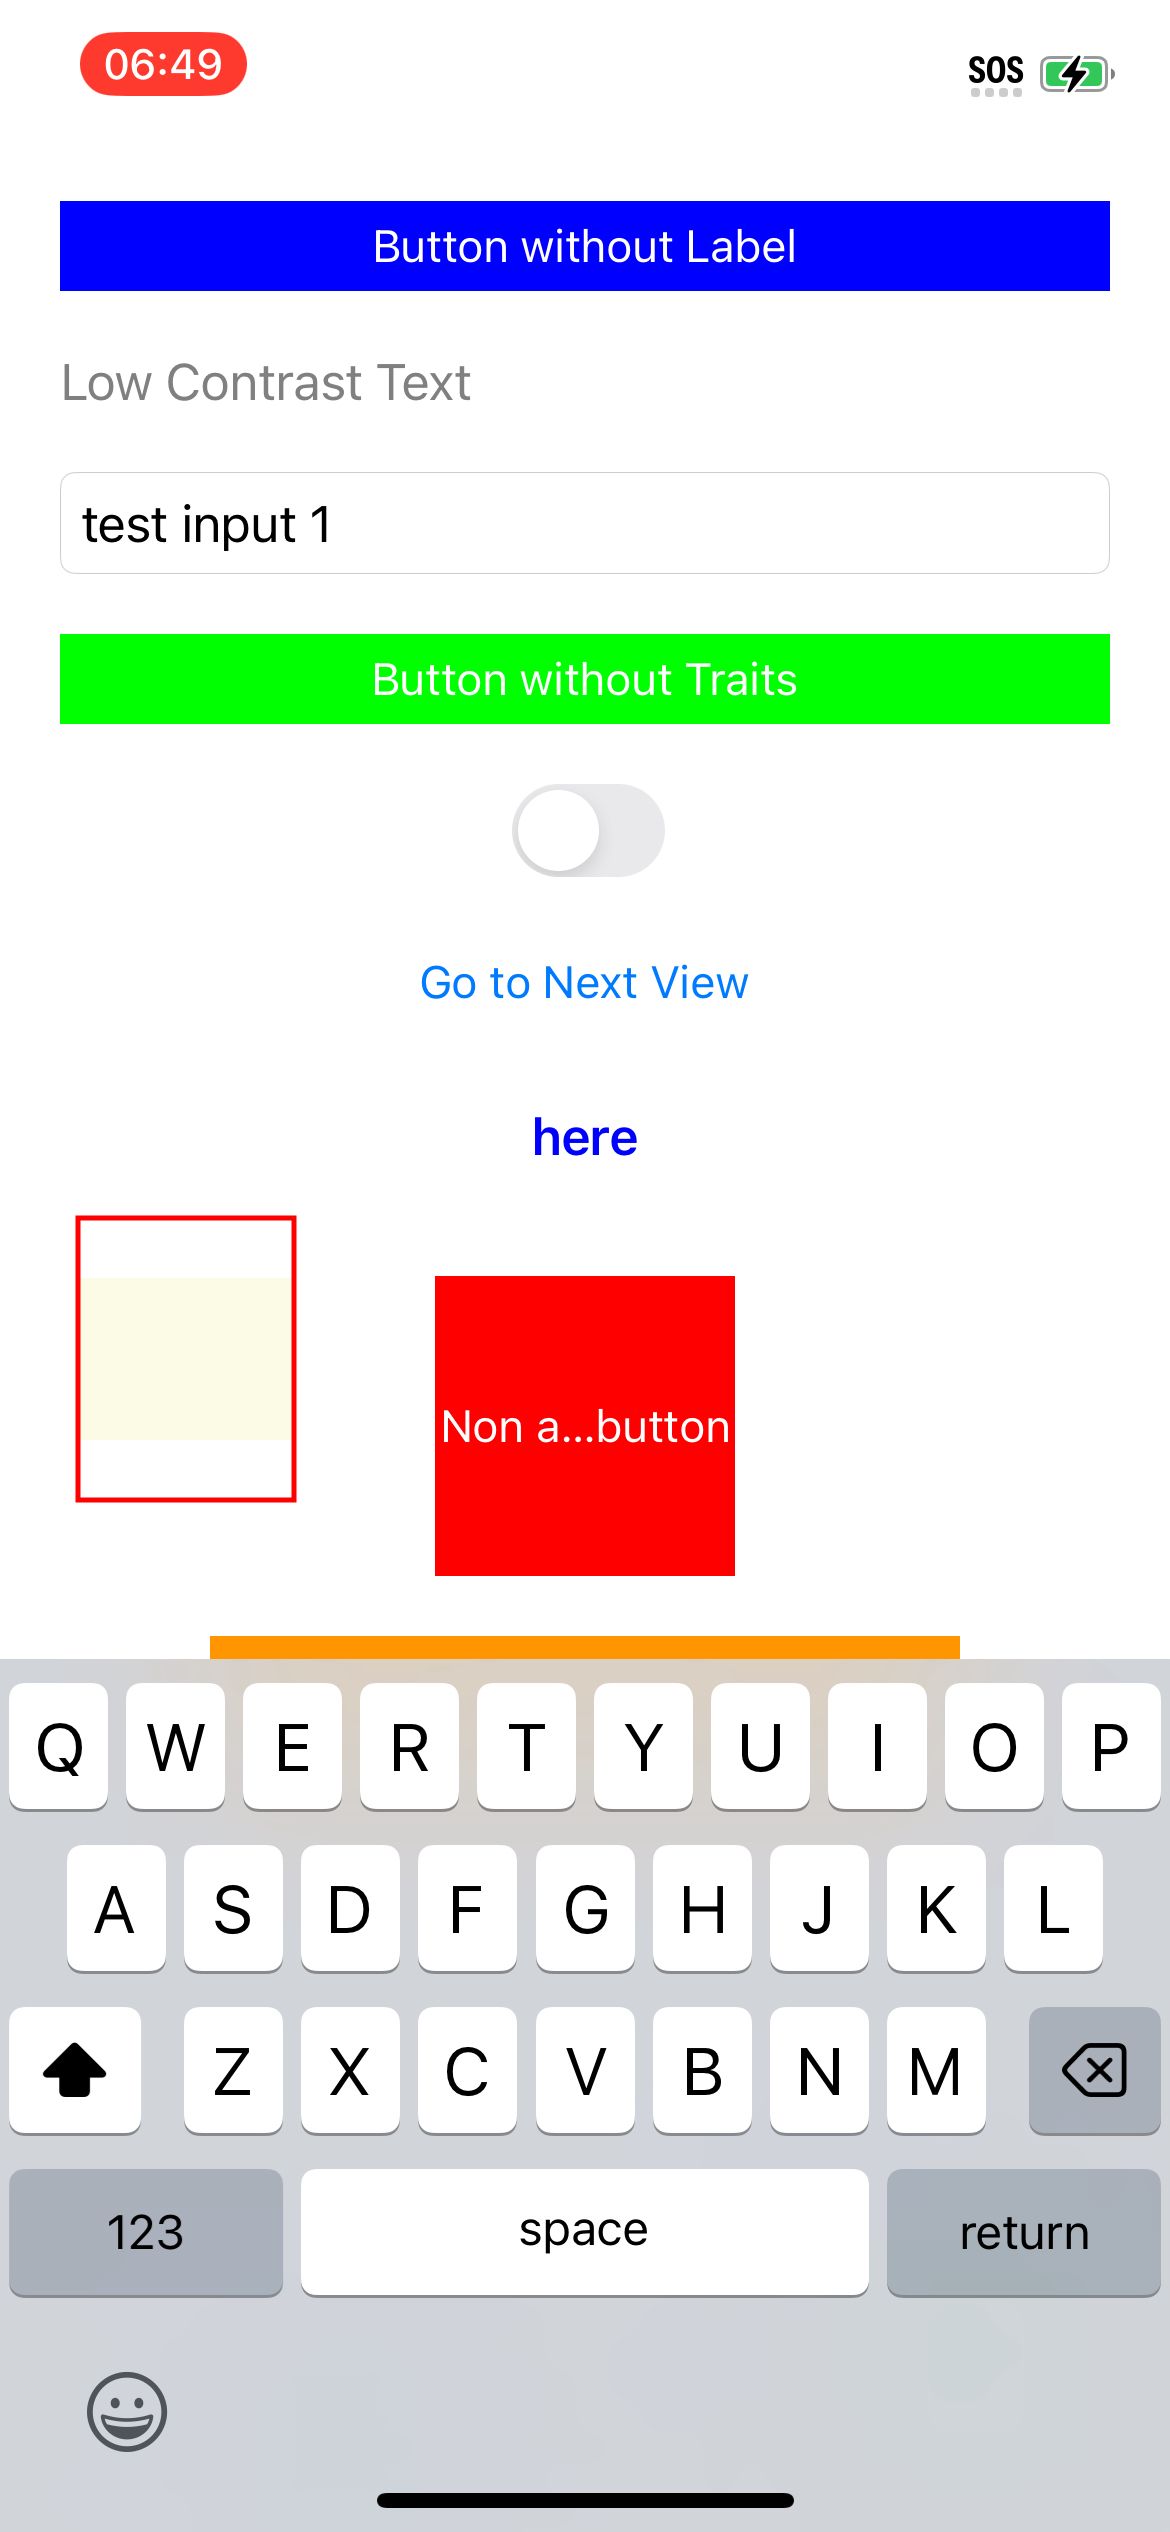 06:49
SOS
Button without Label
Low Contrast Text
test input 1
Button without Traits
Go to Next View
here
Non a...button
Q W E R T Y U I O P
A S D F G H J K L
Z X C V B N M
123 space return